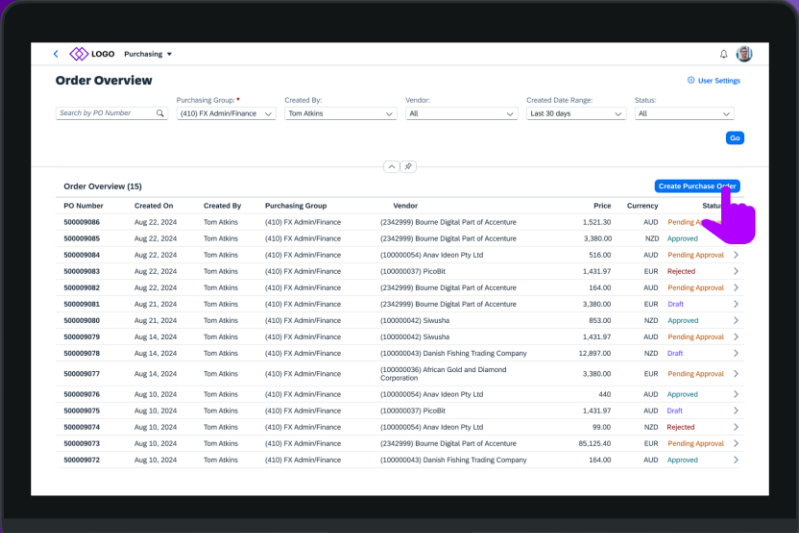 LOGO Purchasing
Order Overview
User Settings
Purchasing Group: * Created By: Vendor: Created Date Range: Status:
Search by PO Number (410) FX Admin/Finance Tom Atkins All Last 30 days All
Go
Order Overview (15) Create Purchase Order
PO Number Created On Created By Purchasing Group Vendor Price Currency Status
500009086 Aug 22, 2024 Tom Atkins (410) FX Admin/Finance (2342999) Bourne Digital Part of Accenture 1,521.30 AUD Pending
500009085 Aug 22, 2024 Tom Atkins (410) FX Admin/Finance (2342999) Bourne Digital Part of Accenture 3,380.00 NZD Approved
500009084 Aug 22, 2024 Tom Atkins (410) FX Admin/Finance (100000054) Anav Ideon Pty Ltd 516.00 AUD Pending Approval
500009083 Aug 22, 2024 Tom Atkins (410) FX Admin/Finance (100000037) PicoBit 1,431.97 EUR Rejected
500009082 Aug 22, 2024 Tom Atkins (410) FX Admin/Finance (2342999) Bourne Digital Part of Accenture 164.00 AUD Pending Approval
500009081 Aug 21, 2024 Tom Atkins (410) FX Admin/Finance (2342999) Bourne Digital Part of Accenture 3,380.00 EUR Draft
500009080 Aug 21, 2024 Tom Atkins (410) FX Admin/Finance (100000042) Siwusha 853.00 NZD Approved
500009079 Aug 14, 2024 Tom Atkins (410) FX Admin/Finance (100000042) Siwusha 1,431.97 AUD Pending Approval
500009078 Aug 14, 2024 Tom Atkins (410) FX Admin/Finance (100000043) Danish Fishing Trading Company 12,897.00 NZD Draft
500009077 Aug 14, 2024 Tom Atkins (410) FX Admin/Finance (100000036) African Gold and Diamond Corporation 3,380.00 EUR Pending Approval
500009076 Aug 10, 2024 Tom Atkins (410) FX Admin/Finance (100000054) Anav Ideon Pty Ltd 440 AUD Approved
500009075 Aug 10, 2024 Tom Atkins (410) FX Admin/Finance (100000037) PicoBit 1,431.97 AUD Draft
500009074 Aug 10, 2024 Tom Atkins (410) FX Admin/Finance (100000054) Anav Ideon Pty Ltd 99.00 NZD Rejected
500009073 Aug 10, 2024 Tom Atkins (410) FX Admin/Finance (2342999) Bourne Digital Part of Accenture 85,125.40 EUR Pending Approval
500009072 Aug 10, 2024 Tom Atkins (410) FX Admin/Finance (100000043) Danish Fishing Trading Company 164.00 AUD Approved